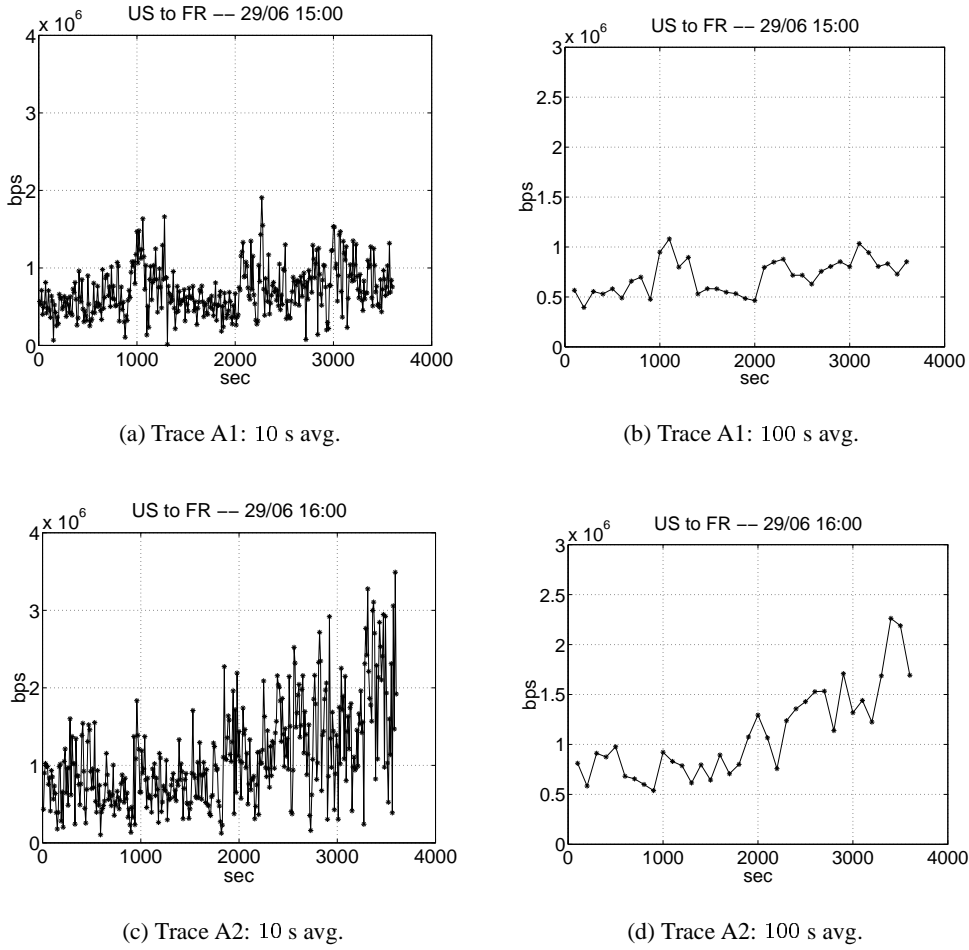 US to FR −− 29/06 15:00
x 10^6
4
3
2
1
0
bps
0 1000 2000 3000 4000
sec
(a) Trace A1: 10 s avg.
US to FR −− 29/06 15:00
x 10^6
3
2.5
2
1.5
1
0.5
0
bps
0 1000 2000 3000 4000
sec
(b) Trace A1: 100 s avg.
US to FR −− 29/06 16:00
x 10^6
4
3
2
1
0
bps
0 1000 2000 3000 4000
sec
(c) Trace A2: 10 s avg.
US to FR −− 29/06 16:00
x 10^6
3
2.5
2
1.5
1
0.5
0
bps
0 1000 2000 3000 4000
sec
(d) Trace A2: 100 s avg.